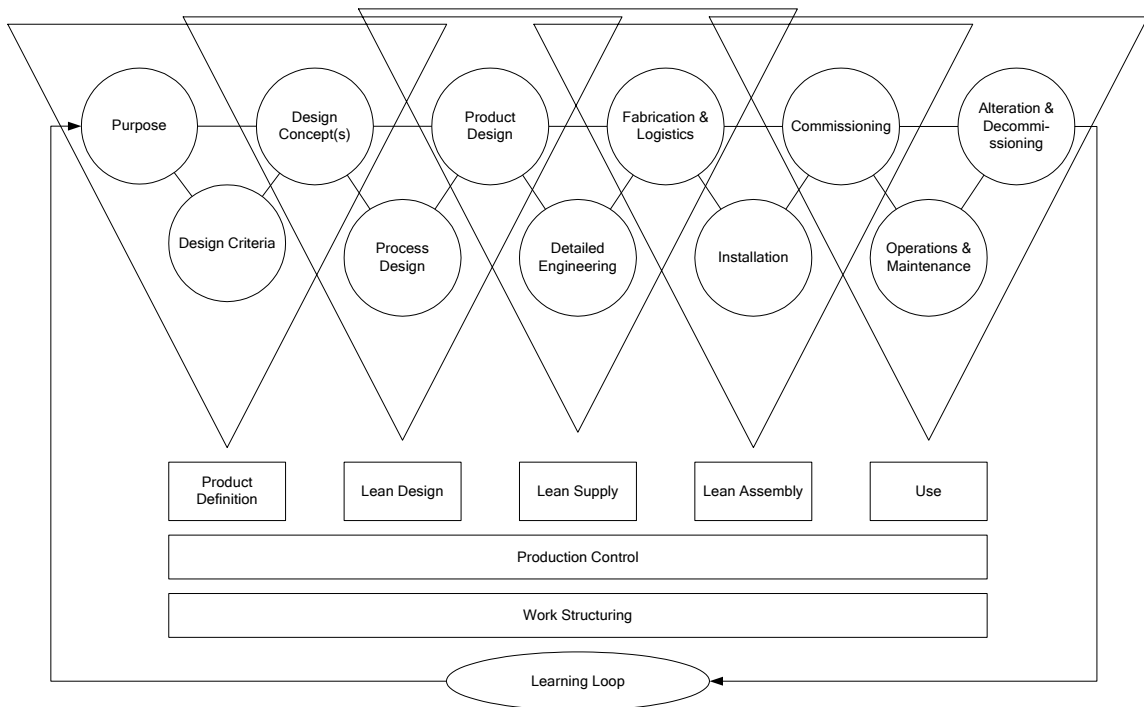 Purpose
Design
Concept(s)
Product
Design
Fabrication &
Logistics
Commissioning
Alteration &
Decommi-
ssioning
Design Criteria
Process
Design
Detailed
Engineering
Installation
Operations &
Maintenance
Product
Definition
Lean Design
Lean Supply
Lean Assembly
Use
Production Control
Work Structuring
Learning Loop